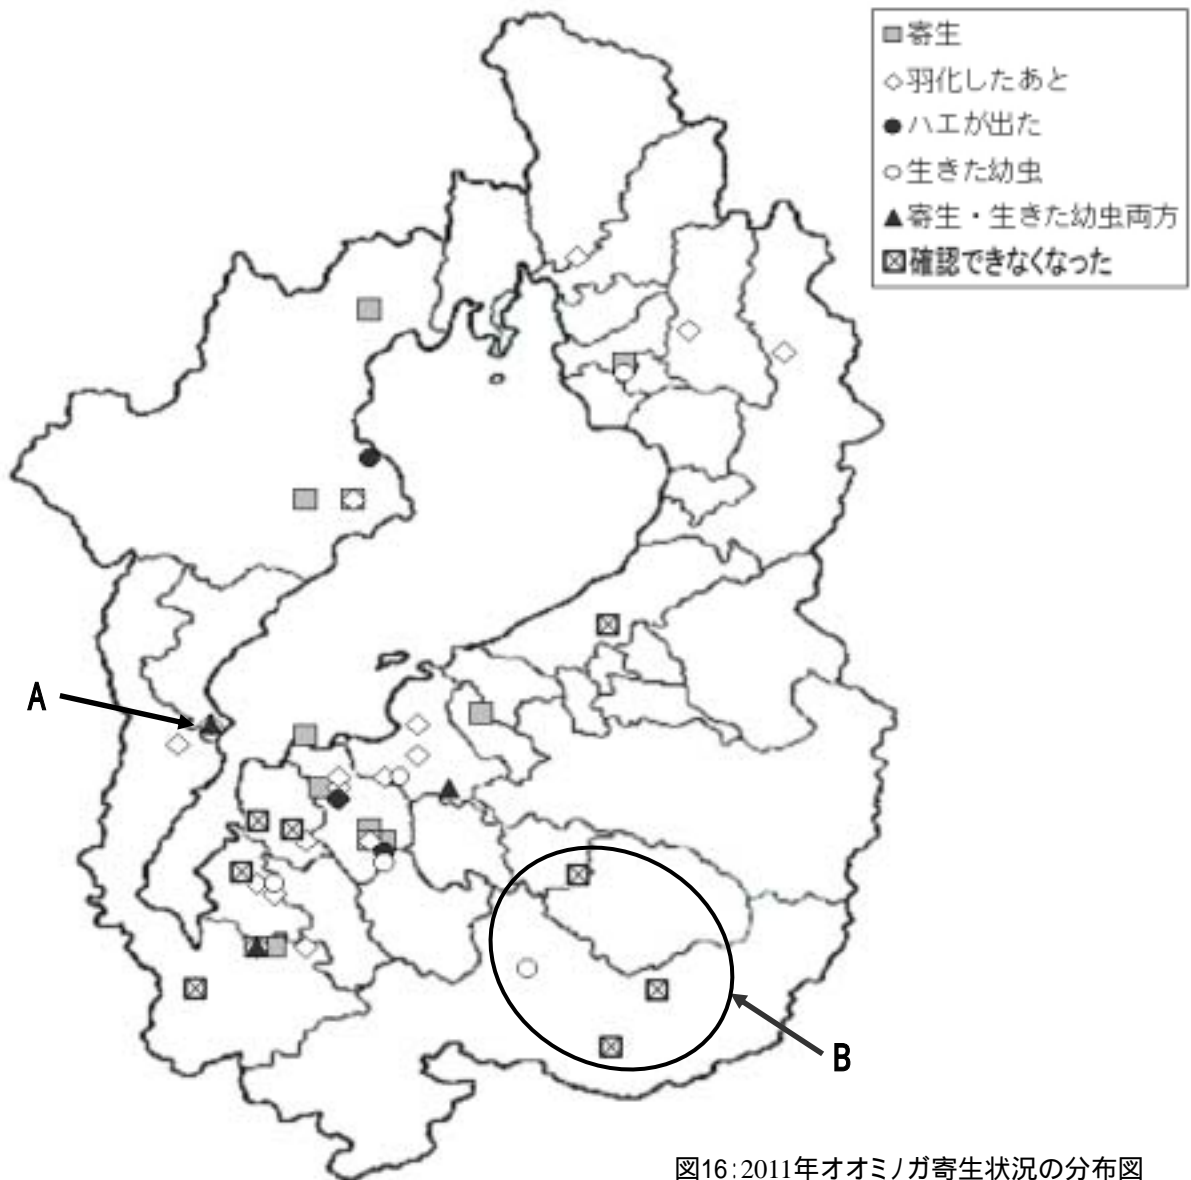 寄生
羽化したあと
ハエが出た
生きた幼虫
寄生・生きた幼虫両方
確認できなくなった
A
B
図16:2011年オオミノガ寄生状況の分布図